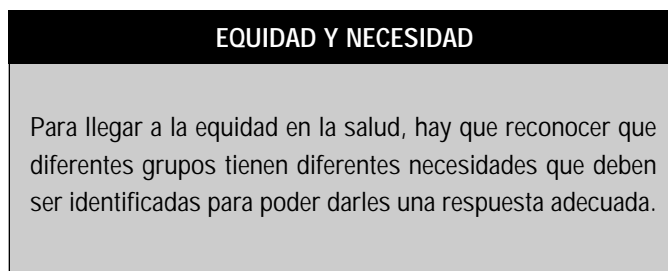 EQUIDAD Y NECESIDAD
Para llegar a la equidad en la salud, hay que reconocer que
diferentes grupos tienen diferentes necesidades que deben
ser identificadas para poder darles una respuesta adecuada.